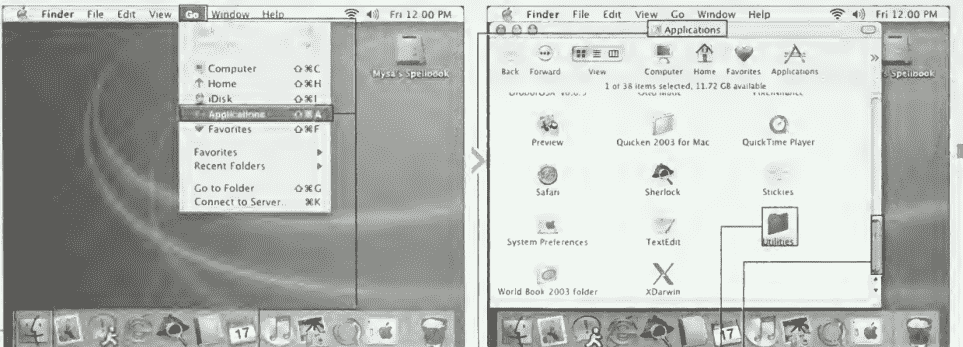 Finder File Edit View Go Window Help
Fri 12:00 PM
Mysa's Spellbook
Computer ⇧⌘C
Home ⇧⌘H
iDisk ⇧⌘I
Applications ⇧⌘A
Favorites ⇧⌘F
Favorites
Recent Folders
Go to Folder ⇧⌘G
Connect to Server... ⌘K
17
Finder File Edit View Go Window Help
Fri 12:00 PM
Applications
Back Forward View Computer Home Favorites Applications
1 of 38 items selected, 11.72 GB available
Preview Quicken 2003 for Mac QuickTime Player
Safari Sherlock Stickies
System Preferences TextEdit Utilities
World Book 2003 folder XDarwin
Spellbook
17